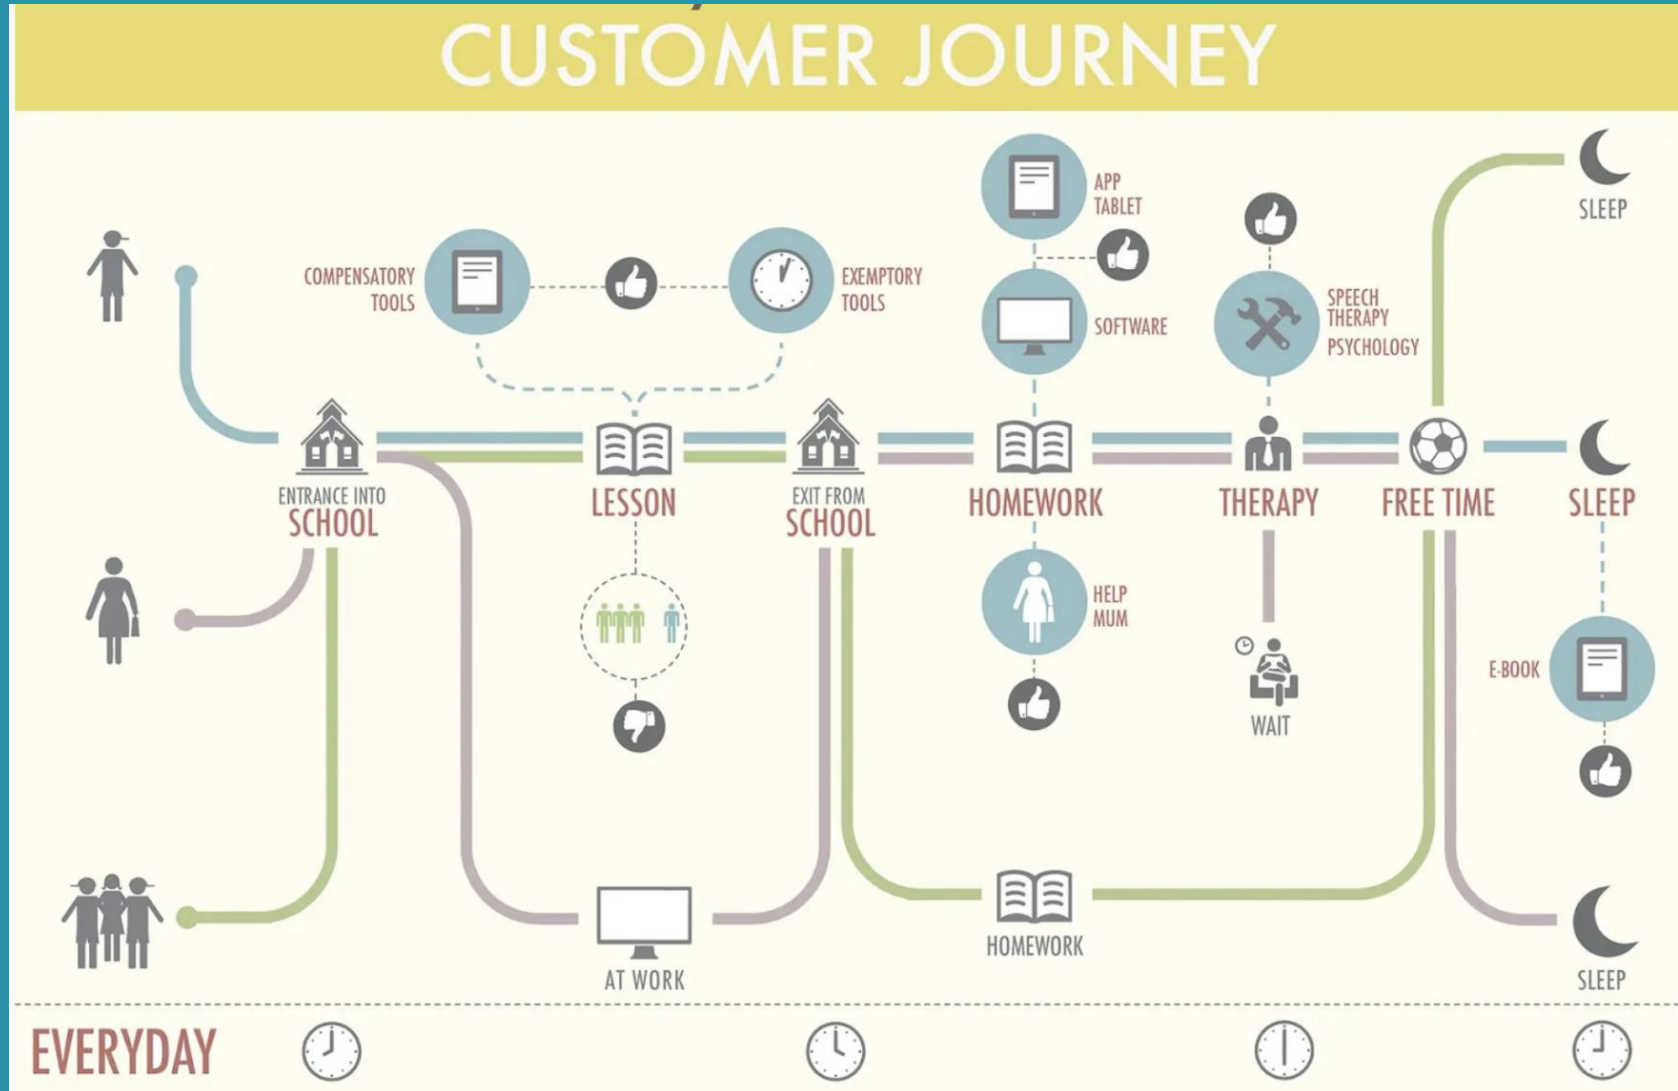 CUSTOMER JOURNEY
APP
TABLET
SLEEP
COMPENSATORY
TOOLS
EXEMPTORY
TOOLS
SOFTWARE
SPEECH
THERAPY
PSYCHOLOGY
ENTRANCE INTO
SCHOOL
LESSON
EXIT FROM
SCHOOL
HOMEWORK
THERAPY
FREE TIME
SLEEP
HELP
MUM
WAIT
E-BOOK
AT WORK
HOMEWORK
SLEEP
EVERYDAY